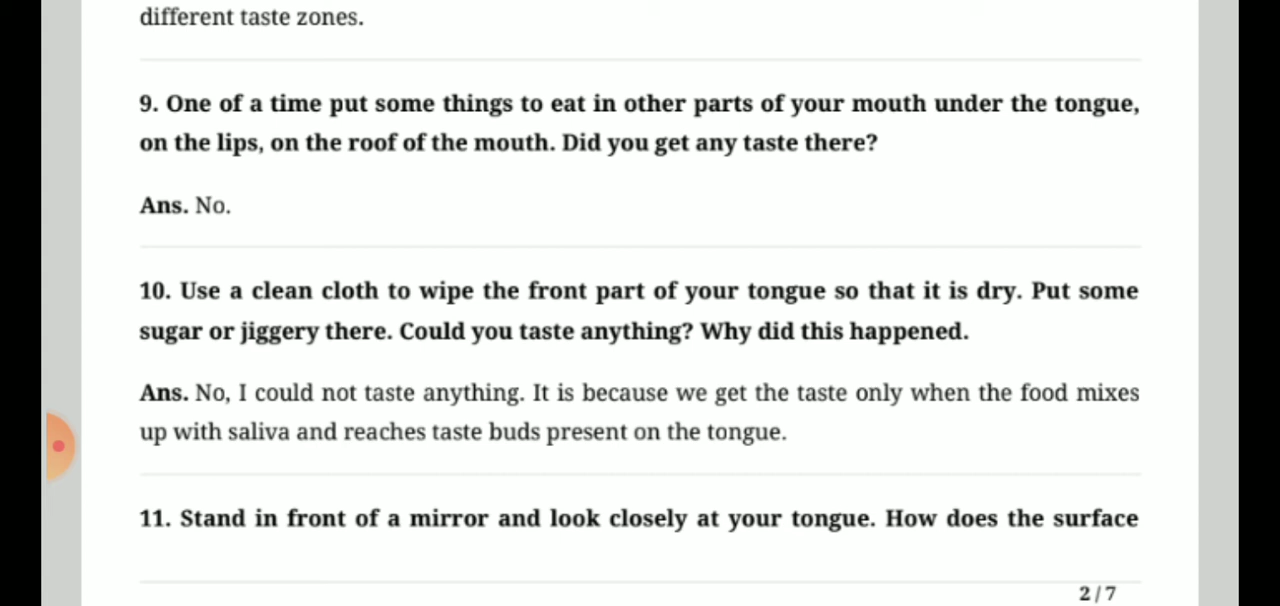 different taste zones.
9. One of a time put some things to eat in other parts of your mouth under the tongue,
on the lips, on the roof of the mouth. Did you get any taste there?
Ans. No.
10. Use a clean cloth to wipe the front part of your tongue so that it is dry. Put some
sugar or jiggery there. Could you taste anything? Why did this happened.
Ans. No, I could not taste anything. It is because we get the taste only when the food mixes
up with saliva and reaches taste buds present on the tongue.
11. Stand in front of a mirror and look closely at your tongue. How does the surface
2 / 7